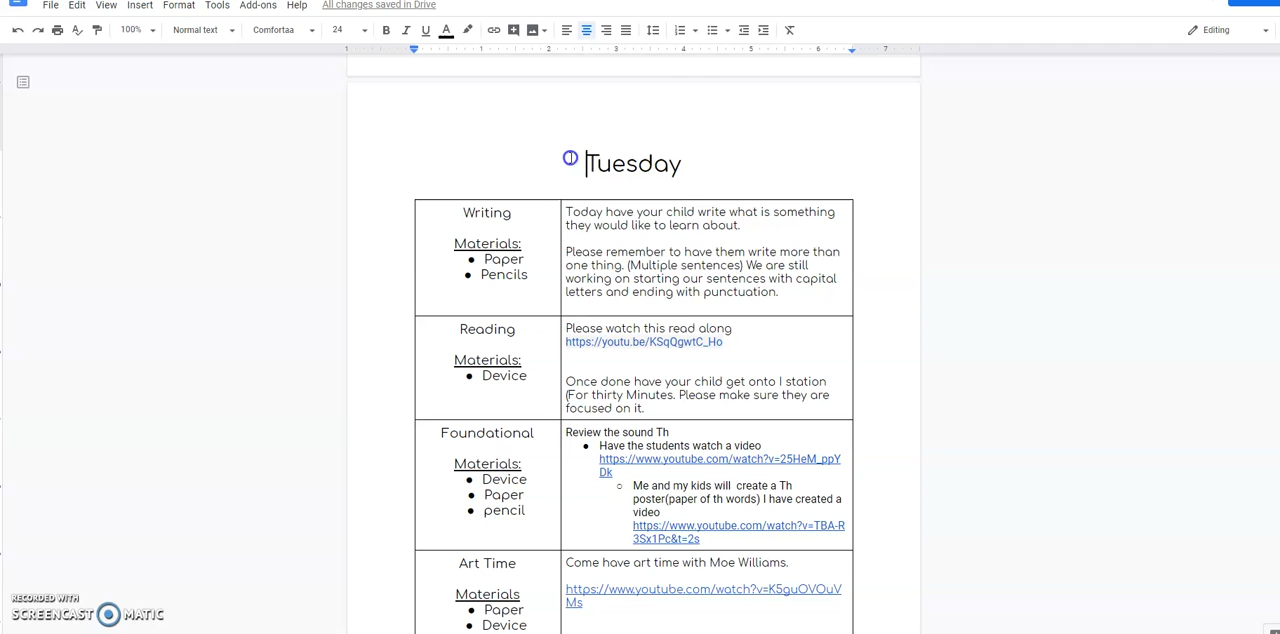 File Edit View Insert Format Tools Add-ons Help All changes saved in Drive
100% Normal text Comfortaa 24 B I U A Editing
1 1 2 3 4 5 6 7
Tuesday
Writing
Materials:
● Paper
● Pencils
Today have your child write what is something
they would like to learn about.
Please remember to have them write more than
one thing. (Multiple sentences) We are still
working on starting our sentences with capital
letters and ending with punctuation.
Reading
Materials:
● Device
Please watch this read along
https://youtu.be/KSqQgwtC_Ho
Once done have your child get onto I station
(For thirty Minutes. Please make sure they are
focused on it.
Foundational
Materials:
● Device
● Paper
● pencil
Review the sound Th
● Have the students watch a video
https://www.youtube.com/watch?v=25HeM_ppY
Dk
○ Me and my kids will  create a Th
poster(paper of th words) I have created a
video
https://www.youtube.com/watch?v=TBA-R
3Sx1Pc&t=2s
Art Time
Materials
● Paper
● Device
Come have art time with Moe Williams.
https://www.youtube.com/watch?v=K5guOVOuV
Ms
RECORDED WITH
SCREENCAST MATIC